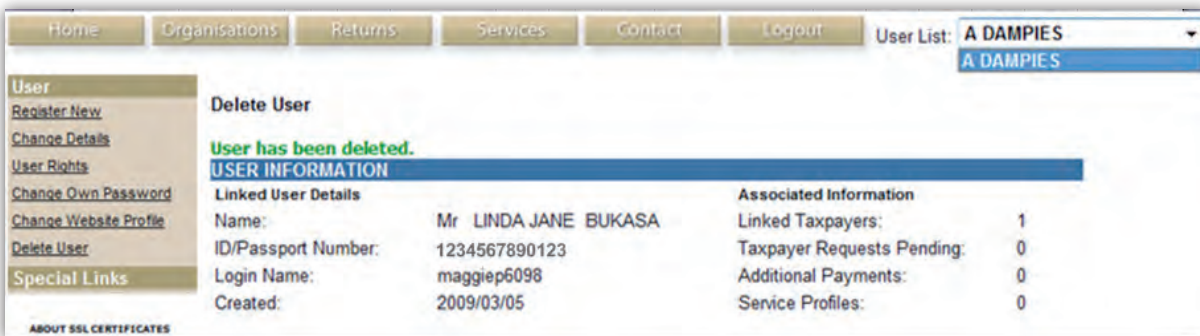 Home Organisations Returns Services Contact Logout User List: A DAMPIES
A DAMPIES
User
Register New
Change Details
User Rights
Change Own Password
Change Website Profile
Delete User
Special Links
ABOUT SSL CERTIFICATES
Delete User
User has been deleted.
USER INFORMATION
Linked User Details Associated Information
Name: Mr LINDA JANE BUKASA Linked Taxpayers: 1
ID/Passport Number: 1234567890123 Taxpayer Requests Pending: 0
Login Name: maggiep6098 Additional Payments: 0
Created: 2009/03/05 Service Profiles: 0